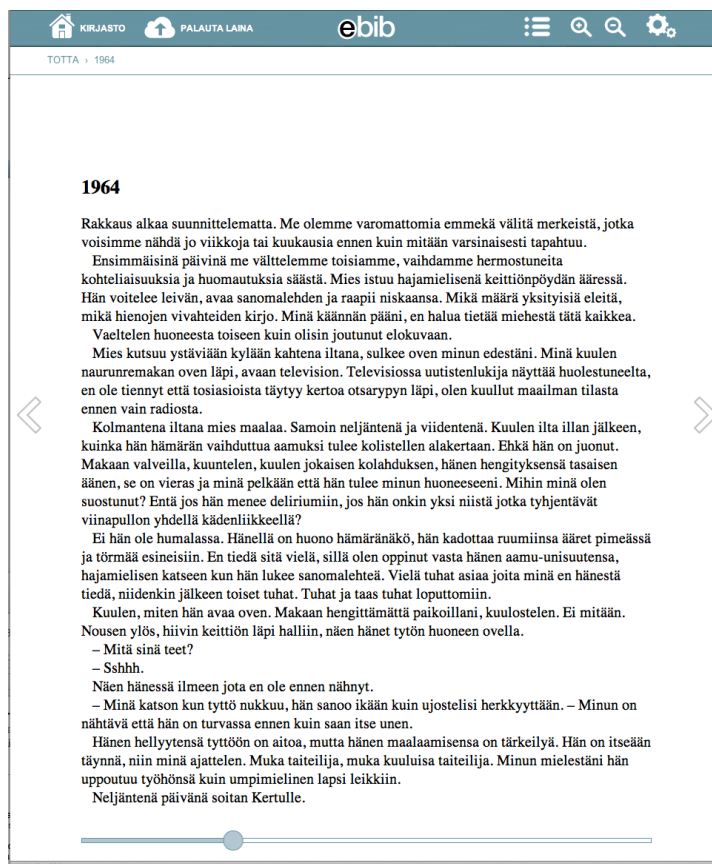 KIRJASTO PALAUTA LAINA ebib
TOTTA › 1964
1964
Rakkaus alkaa suunnittelematta. Me olemme varomattomia emmekä välitä merkeistä, jotka
voisimme nähdä jo viikkoja tai kuukausia ennen kuin mitään varsinaisesti tapahtuu.
Ensimmäisinä päivinä me välttelemme toisiamme, vaihdamme hermostuneita
kohteliaisuuksia ja huomautuksia säästä. Mies istuu hajamielisenä keittiönpöydän ääressä.
Hän voitelee leivän, avaa sanomalehden ja raapii niskaansa. Mikä määrä yksityisiä eleitä,
mikä hienojen vivahteiden kirjo. Minä käännän pääni, en halua tietää miehestä tätä kaikkea.
Vaeltelen huoneesta toiseen kuin olisin joutunut elokuvaan.
Mies kutsuu ystäviään kylään kahtena iltana, sulkee oven minun edestäni. Minä kuulen
naurunremakan oven läpi, avaan television. Televisiossa uutistenlukija näyttää huolestuneelta,
en ole tiennyt että tosiasioista täytyy kertoa otsarypyn läpi, olen kuullut maailman tilasta
ennen vain radiosta.
Kolmantena iltana mies maalaa. Samoin neljäntenä ja viidentenä. Kuulen ilta illan jälkeen,
kuinka hän hämärän vaihduttua aamuksi tulee kolistellen alakertaan. Ehkä hän on juonut.
Makaan valveilla, kuuntelen, kuulen jokaisen kolahduksen, hänen hengityksensä tasaisen
äänen, se on vieras ja minä pelkään että hän tulee minun huoneeseeni. Mihin minä olen
suostunut? Entä jos hän menee deliriumiin, jos hän onkin yksi niistä jotka tyhjentävät
viinapullon yhdellä kädenliikkeellä?
Ei hän ole humalassa. Hänellä on huono hämäränäkö, hän kadottaa ruumiinsa ääret pimeässä
ja törmää esineisiin. En tiedä sitä vielä, sillä olen oppinut vasta hänen aamu-unisuutensa,
hajamielisen katseen kun hän lukee sanomalehteä. Vielä tuhat asiaa joita minä en hänestä
tiedä, niidenkin jälkeen toiset tuhat. Tuhat ja taas tuhat loputtomiin.
Kuulen, miten hän avaa oven. Makaan hengittämättä paikoillani, kuulostelen. Ei mitään.
Nousen ylös, hiivin keittiön läpi halliin, näen hänet tytön huoneen ovella.
– Mitä sinä teet?
– Sshhh.
Näen hänessä ilmeen jota en ole ennen nähnyt.
– Minä katson kun tyttö nukkuu, hän sanoo ikään kuin ujostelisi herkkyyttään. – Minun on
nähtävä että hän on turvassa ennen kuin saan itse unen.
Hänen hellyytensä tyttöön on aitoa, mutta hänen maalaamisensa on tärkeilyä. Hän on itseään
täynnä, niin minä ajattelen. Muka taiteilija, muka kuuluisa taiteilija. Minun mielestäni hän
uppoutuu työhönsä kuin umpimielinen lapsi leikkiin.
Neljäntenä päivänä soitan Kertulle.